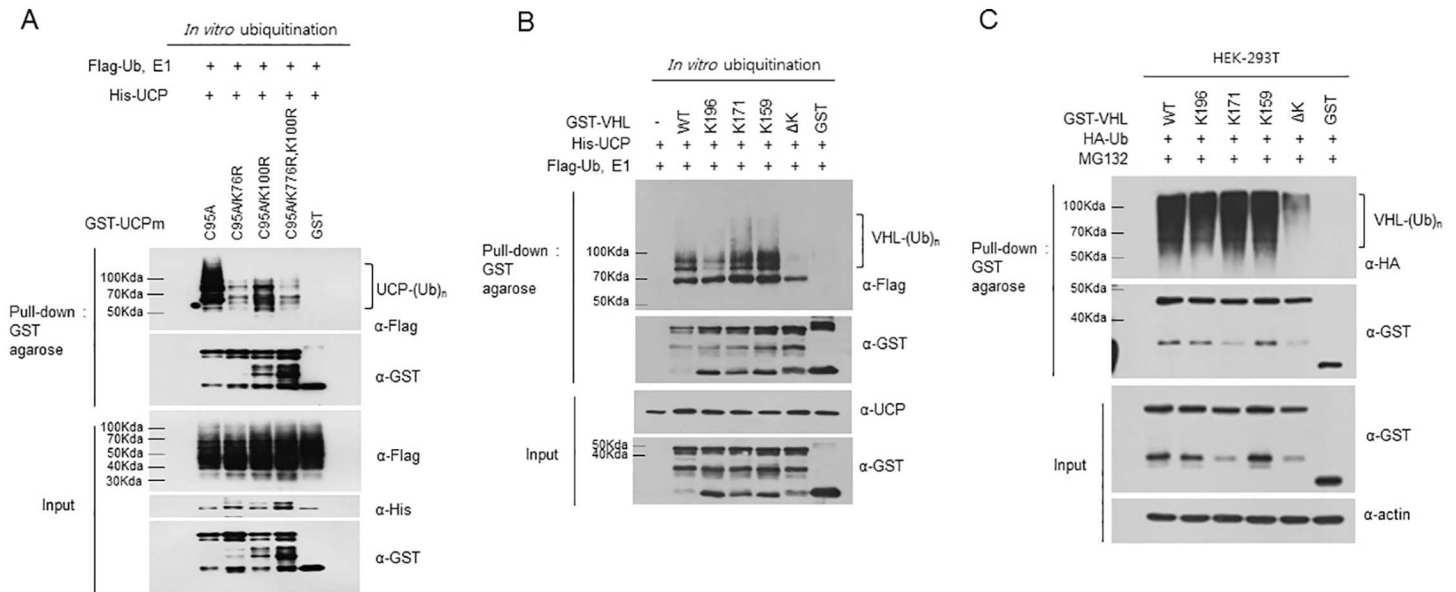 A
In vitro ubiquitination
Flag-Ub, E1 + + + + +
His-UCP + + + + +
GST-UCPm C95A C95A/K76R C95A/K100R C95A/K776R,K100R GST
Pull-down :
GST
agarose
100Kda
70Kda
50Kda
UCP-(Ub)n
α-Flag
α-GST
Input
100Kda
70Kda
50Kda
40Kda
30Kda
α-Flag
α-His
α-GST
B
In vitro ubiquitination
GST-VHL - WT K196 K171 K159 ΔK GST
His-UCP + + + + + + +
Flag-Ub, E1 + + + + + + +
Pull-down :
GST
agarose
100Kda
70Kda
50Kda
VHL-(Ub)n
α-Flag
α-GST
Input
α-UCP
50Kda
40Kda
α-GST
C
HEK-293T
GST-VHL WT K196 K171 K159 ΔK GST
HA-Ub + + + + + +
MG132 + + + + + +
Pull-down :
GST
agarose
100Kda
70Kda
50Kda
VHL-(Ub)n
α-HA
50Kda
40Kda
α-GST
Input
α-GST
α-actin